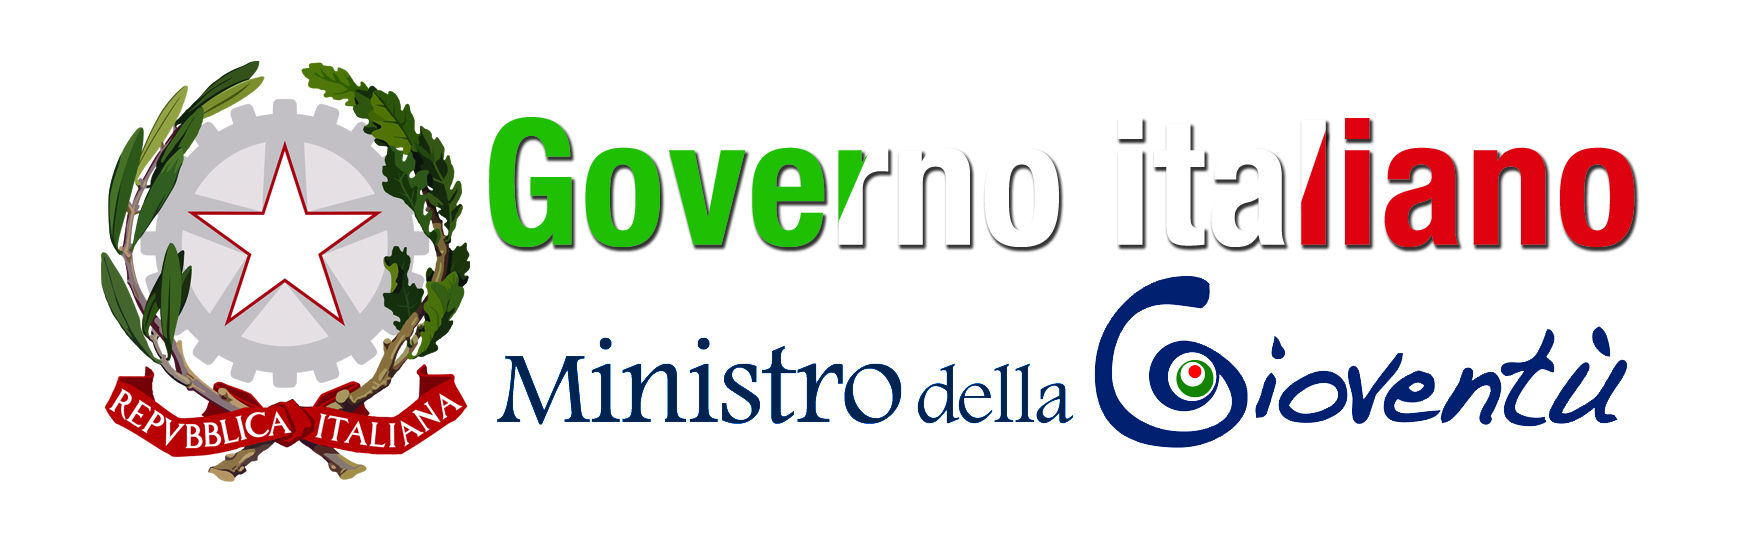 Governo italiano
Ministro della Gioventù
REPVBBLICA ITALIANA